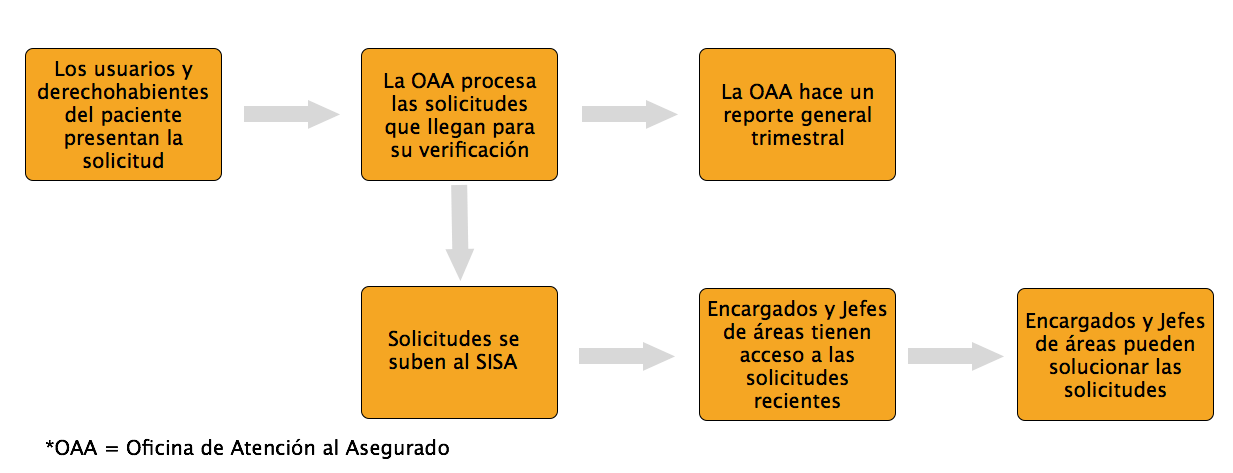 Los usuarios y
derechohabientes
del paciente
presentan la
solicitud
La OAA procesa
las solicitudes
que llegan para
su verificación
La OAA hace un
reporte general
trimestral
Solicitudes se
suben al SISA
Encargados y Jefes
de áreas tienen
acceso a las
solicitudes
recientes
Encargados y Jefes
de áreas pueden
solucionar las
solicitudes
*OAA = Oficina de Atención al Asegurado